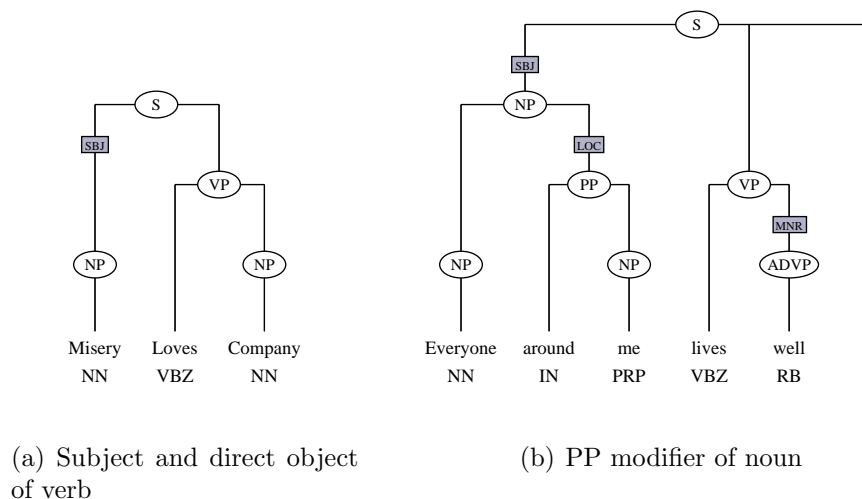 S
S
SBJ
NP
SBJ
LOC
VP
PP
VP
MNR
NP
NP
NP
NP
ADVP
Misery Loves Company
NN VBZ NN
Everyone around me lives well
NN IN PRP VBZ RB
(a) Subject and direct object
of verb
(b) PP modifier of noun